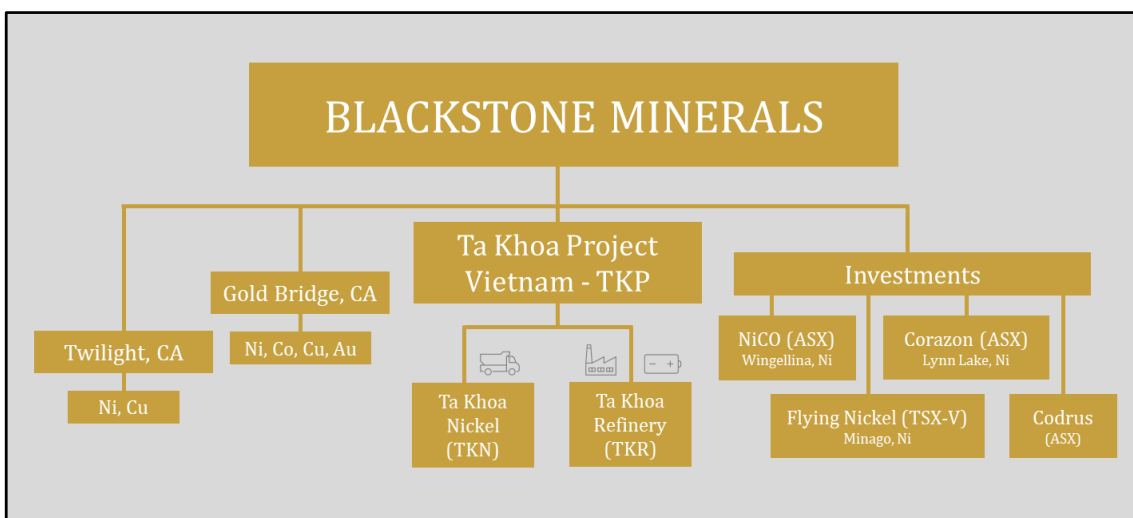 BLACKSTONE MINERALS
Twilight, CA
Ni, Cu
Gold Bridge, CA
Ni, Co, Cu, Au
Ta Khoa Project
Vietnam - TKP
Ta Khoa
Nickel
(TKN)
Ta Khoa
Refinery
(TKR)
Investments
NiCO (ASX)
Wingellina, Ni
Flying Nickel (TSX-V)
Minago, Ni
Corazon (ASX)
Lynn Lake, Ni
Codrus
(ASX)